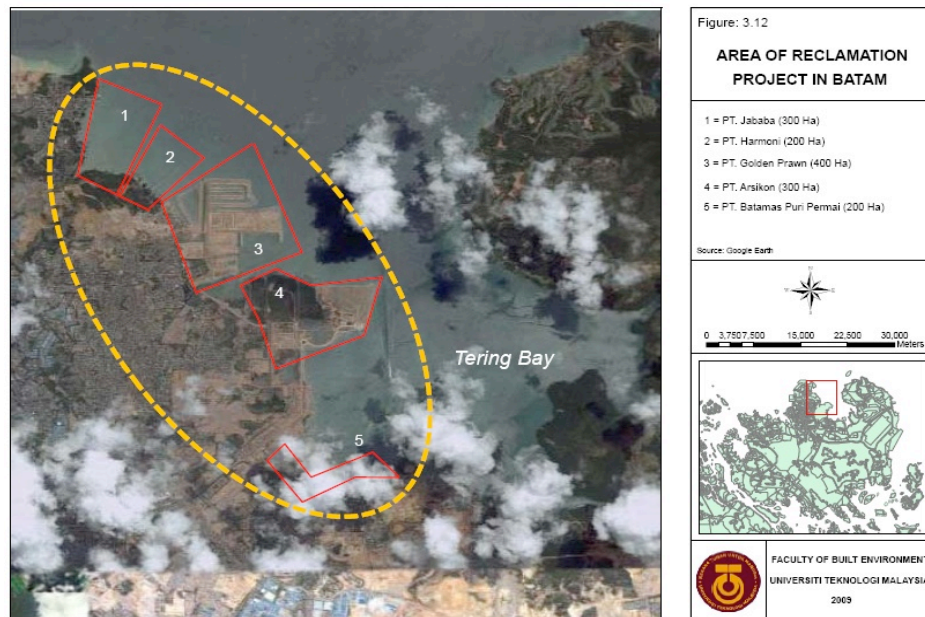 1
2
3
4
5
Tering Bay
Figure: 3.12
AREA OF RECLAMATION
PROJECT IN BATAM
1 = PT. Jababa (300 Ha)
2 = PT. Harmoni (200 Ha)
3 = PT. Golden Prawn (400 Ha)
4 = PT. Arsikon (300 Ha)
5 = PT. Batamas Puri Permai (200 Ha)
Source: Google Earth
0 3,750 7,500 15,000 22,500 30,000
Meters
FACULTY OF BUILT ENVIRONMENT
UNIVERSITI TEKNOLOGI MALAYSIA
2009